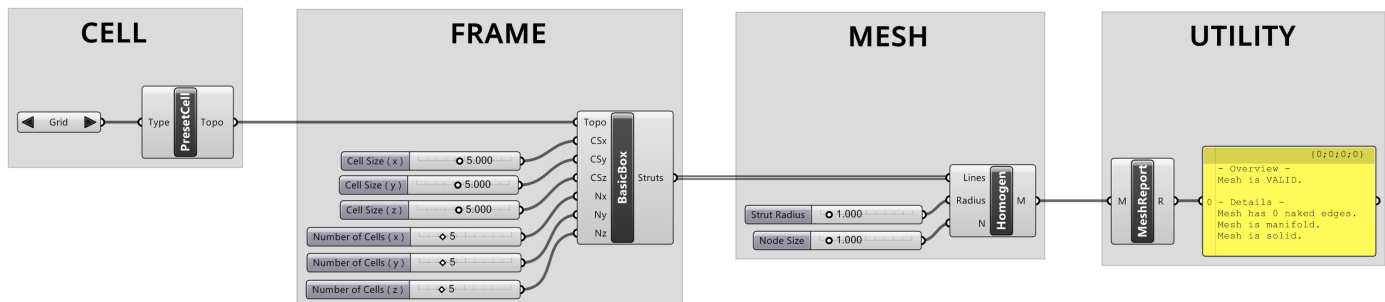 CELL
Grid
Type
PresetCell
Topo
FRAME
Cell Size ( x )
5.000
Cell Size ( y )
5.000
Cell Size ( z )
5.000
Number of Cells ( x )
5
Number of Cells ( y )
5
Number of Cells ( z )
5
Topo
CSx
CSy
CSz
Nx
Ny
Nz
BasicBox
Struts
MESH
Strut Radius
1.000
Node Size
1.000
Lines
Radius
N
Homogen
M
UTILITY
M
MeshReport
R
{0;0;0;0}
0
- Overview -
Mesh is VALID.
- Details -
Mesh has 0 naked edges.
Mesh is manifold.
Mesh is solid.